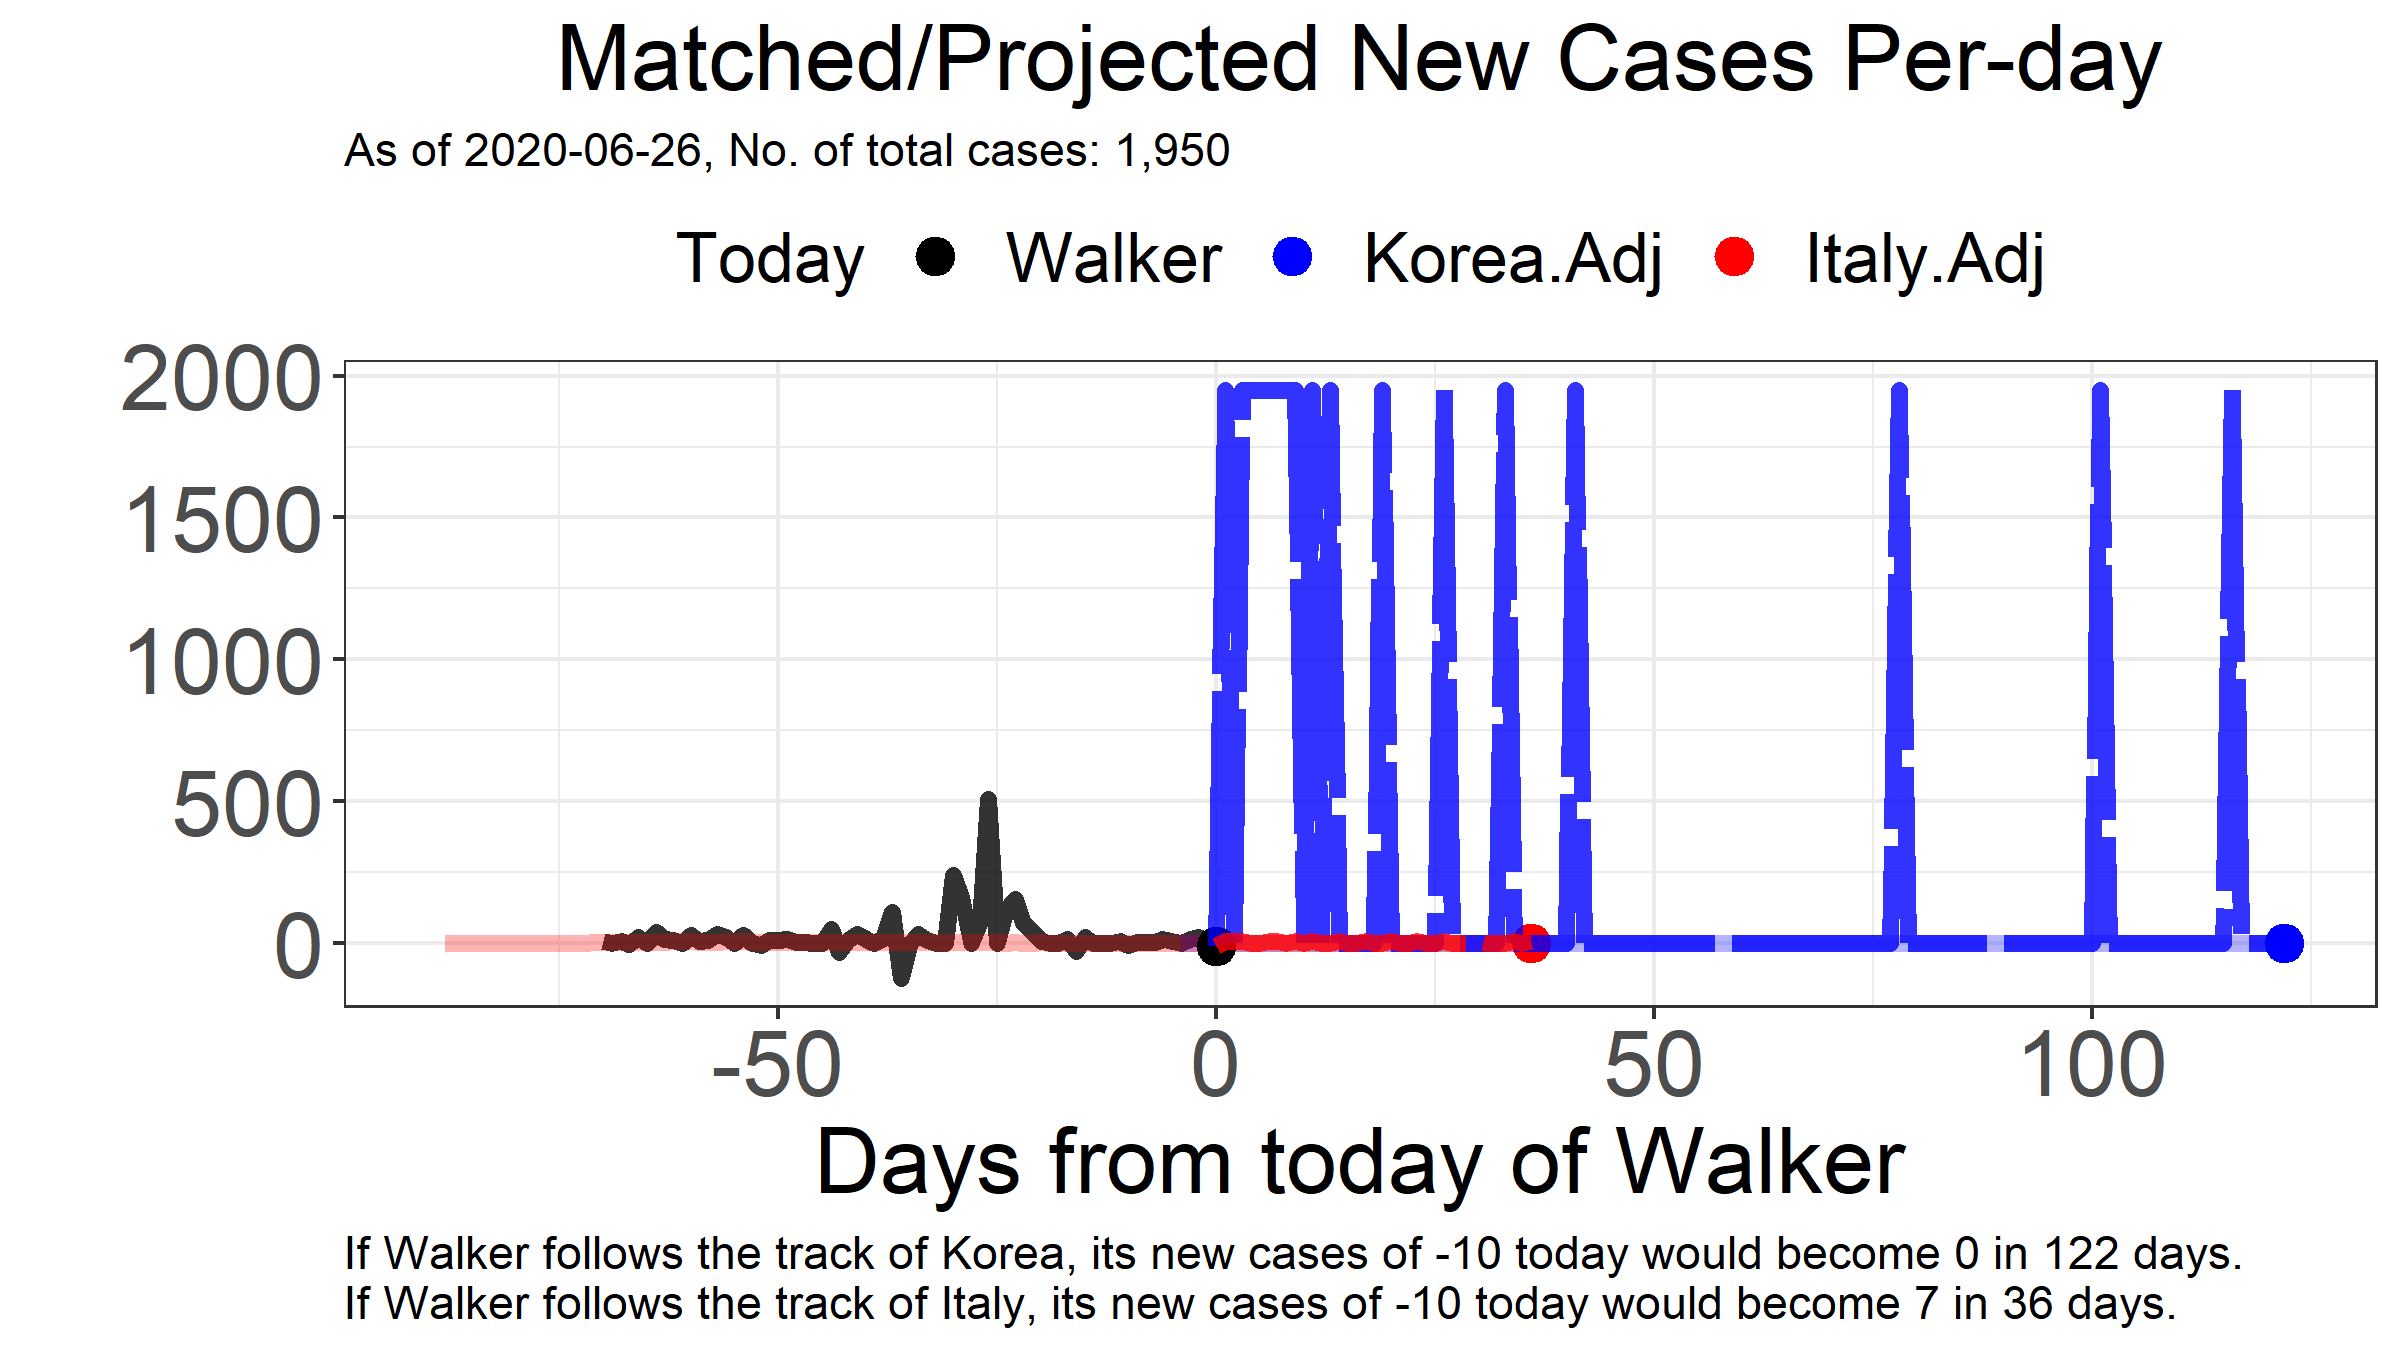 Matched/Projected New Cases Per-day
As of 2020-06-26, No. of total cases: 1,950
Today Walker Korea.Adj Italy.Adj
2000
1500
1000
500
0
-50 0 50 100
Days from today of Walker
If Walker follows the track of Korea, its new cases of -10 today would become 0 in 122 days.
If Walker follows the track of Italy, its new cases of -10 today would become 7 in 36 days.